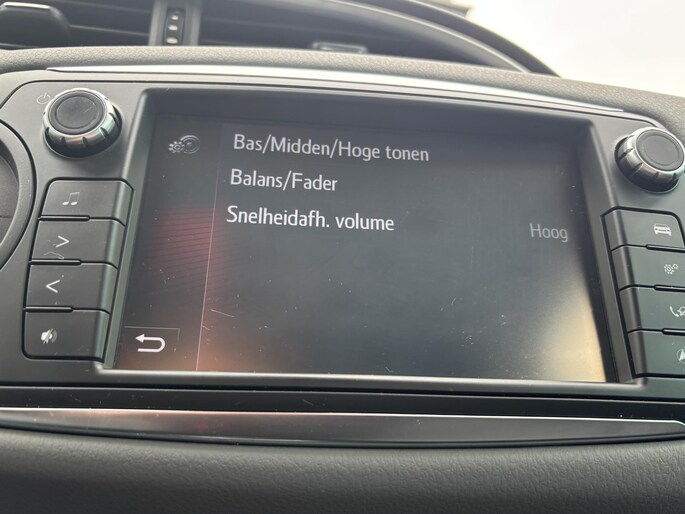 Bas/Midden/Hoge tonen
Balans/Fader
Snelheidafh. volume
Hoog